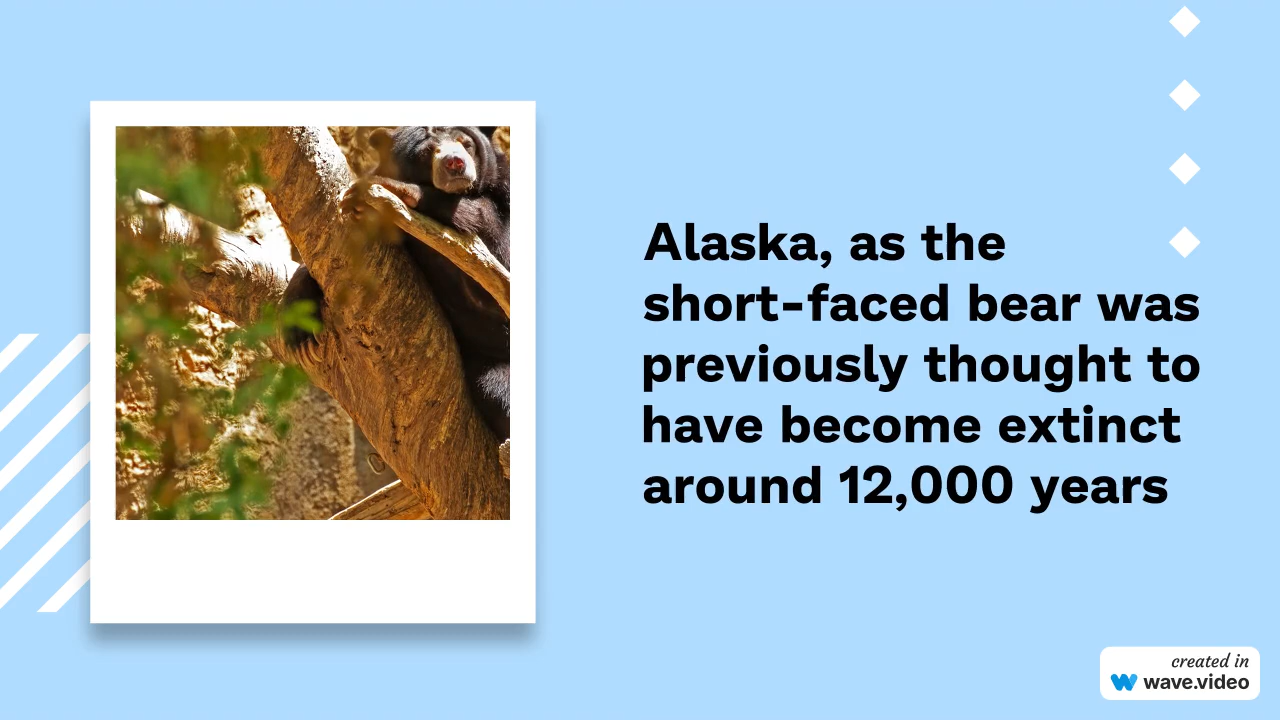 Alaska, as the
short-faced bear was
previously thought to
have become extinct
around 12,000 years
created in
wave.video